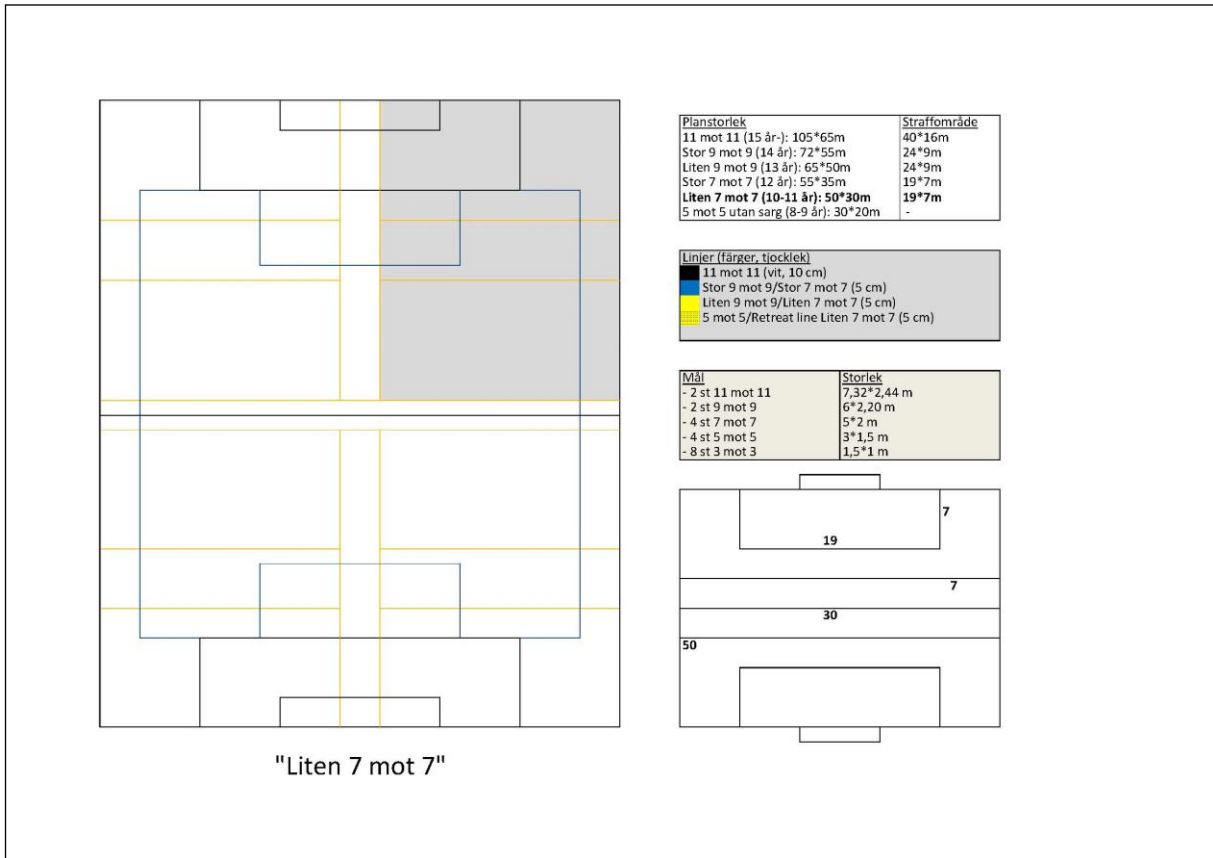 Planstorlek Straffområde
11 mot 11 (15 år-): 105*65m 40*16m
Stor 9 mot 9 (14 år): 72*55m 24*9m
Liten 9 mot 9 (13 år): 65*50m 24*9m
Stor 7 mot 7 (12 år): 55*35m 19*7m
Liten 7 mot 7 (10-11 år): 50*30m 19*7m
5 mot 5 utan sarg (8-9 år): 30*20m -
Linjer (färger, tjocklek)
11 mot 11 (vit, 10 cm)
Stor 9 mot 9/Stor 7 mot 7 (5 cm)
Liten 9 mot 9/Liten 7 mot 7 (5 cm)
5 mot 5/Retreat line Liten 7 mot 7 (5 cm)
Mål Storlek
- 2 st 11 mot 11 7,32*2,44 m
- 2 st 9 mot 9 6*2,20 m
- 4 st 7 mot 7 5*2 m
- 4 st 5 mot 5 3*1,5 m
- 8 st 3 mot 3 1,5*1 m
7
19
7
30
50
"Liten 7 mot 7"